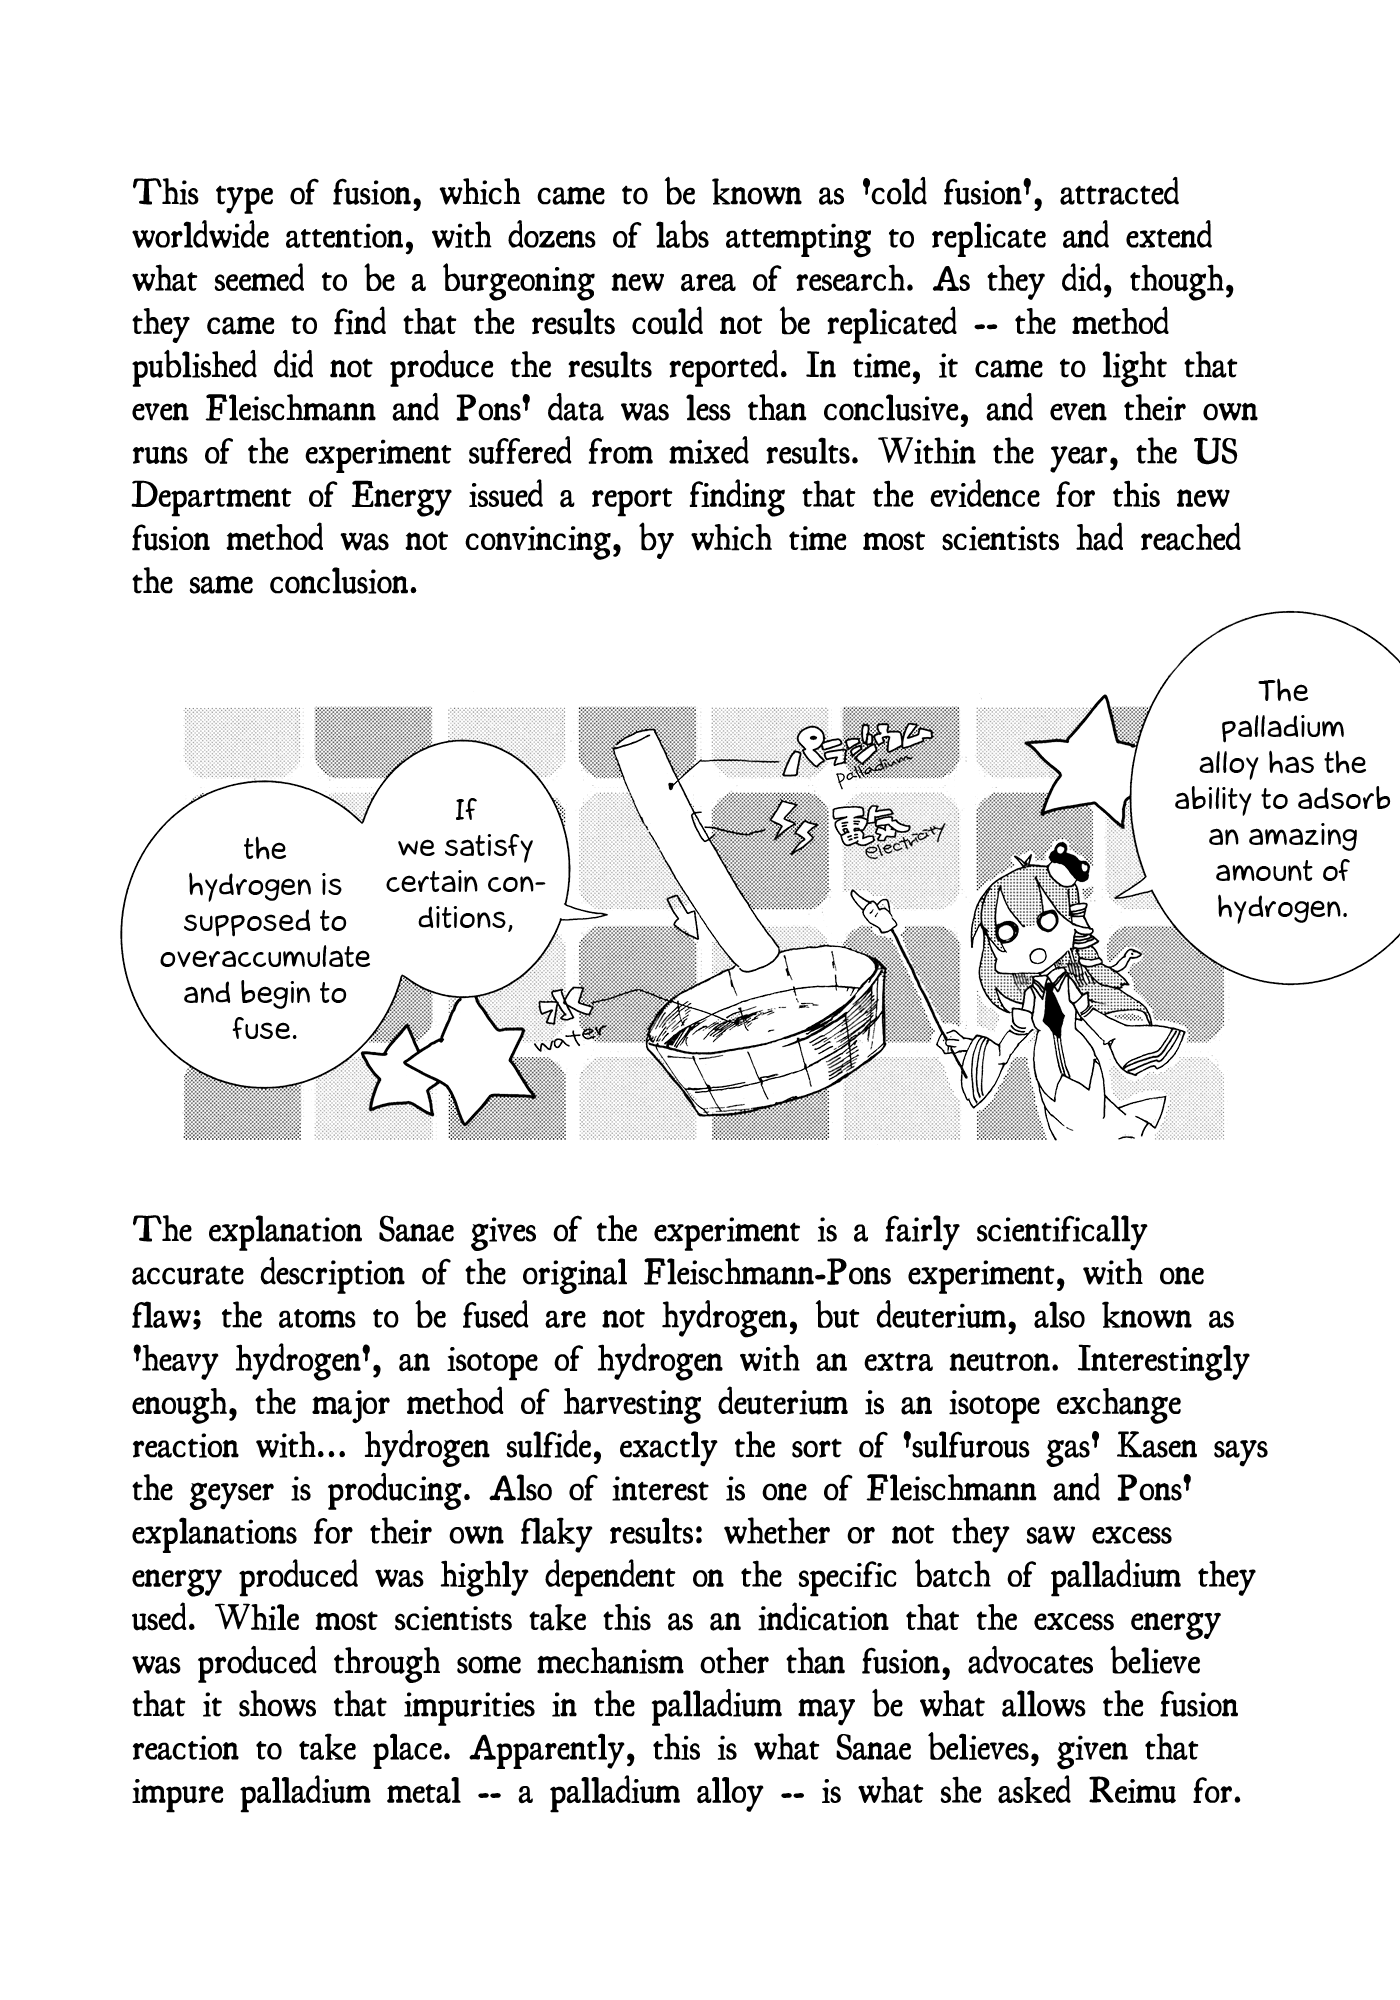 This type of fusion, which came to be known as 'cold fusion', attracted
worldwide attention, with dozens of labs attempting to replicate and extend
what seemed to be a burgeoning new area of research. As they did, though,
they came to find that the results could not be replicated -- the method
published did not produce the results reported. In time, it came to light that
even Fleischmann and Pons' data was less than conclusive, and even their own
runs of the experiment suffered from mixed results. Within the year, the US
Department of Energy issued a report finding that the evidence for this new
fusion method was not convincing, by which time most scientists had reached
the same conclusion.
The
palladium
alloy has the
ability to adsorb
an amazing
amount of
hydrogen.
パラジウム
palladium
電気
electricity
水
water
If
we satisfy
certain con-
ditions,
the
hydrogen is
supposed to
overaccumulate
and begin to
fuse.
The explanation Sanae gives of the experiment is a fairly scientifically
accurate description of the original Fleischmann-Pons experiment, with one
flaw; the atoms to be fused are not hydrogen, but deuterium, also known as
'heavy hydrogen', an isotope of hydrogen with an extra neutron. Interestingly
enough, the major method of harvesting deuterium is an isotope exchange
reaction with... hydrogen sulfide, exactly the sort of 'sulfurous gas' Kasen says
the geyser is producing. Also of interest is one of Fleischmann and Pons'
explanations for their own flaky results: whether or not they saw excess
energy produced was highly dependent on the specific batch of palladium they
used. While most scientists take this as an indication that the excess energy
was produced through some mechanism other than fusion, advocates believe
that it shows that impurities in the palladium may be what allows the fusion
reaction to take place. Apparently, this is what Sanae believes, given that
impure palladium metal -- a palladium alloy -- is what she asked Reimu for.